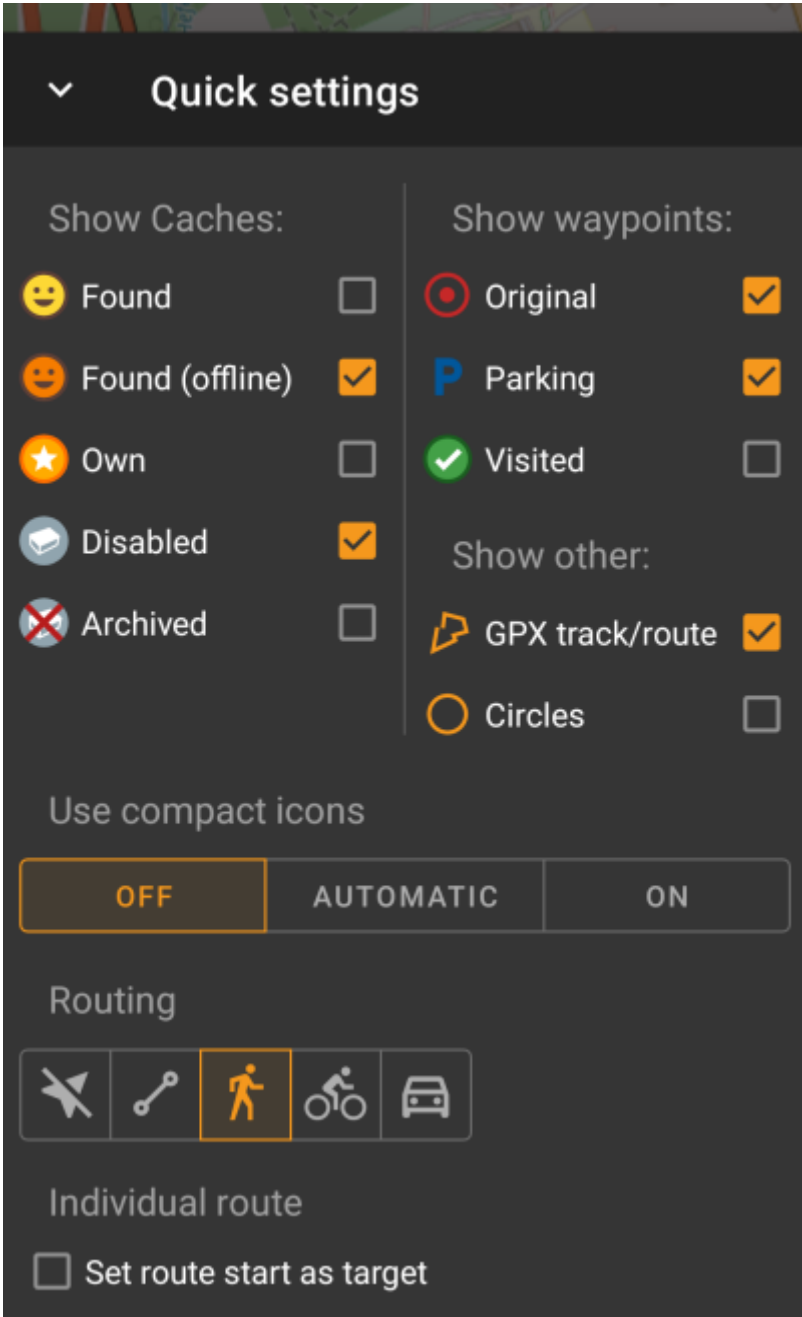 Quick settings
Show Caches:
Found
Found (offline)
Own
Disabled
Archived
Show waypoints:
Original
P Parking
Visited
Show other:
GPX track/route
Circles
Use compact icons
OFF AUTOMATIC ON
Routing
Individual route
Set route start as target